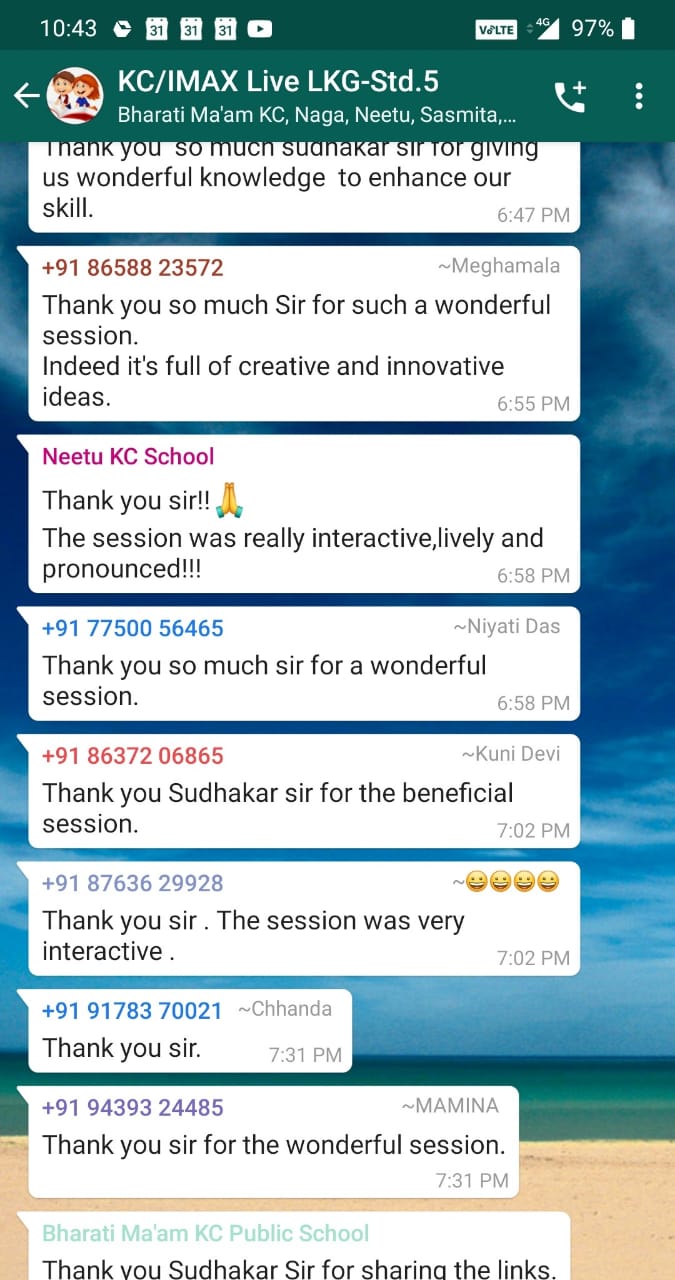 10:43 31 31 31 VoLTE 4G 97%
KC/IMAX Live LKG-Std.5
Bharati Ma'am KC, Naga, Neetu, Sasmita,...
Thank you so much sudhakar sir for giving
us wonderful knowledge to enhance our
skill.
6:47 PM
+91 86588 23572 ~Meghamala
Thank you so much Sir for such a wonderful
session.
Indeed it's full of creative and innovative
ideas.
6:55 PM
Neetu KC School
Thank you sir!!🙏
The session was really interactive,lively and
pronounced!!!
6:58 PM
+91 77500 56465 ~Niyati Das
Thank you so much sir for a wonderful
session.
6:58 PM
+91 86372 06865 ~Kuni Devi
Thank you Sudhakar sir for the beneficial
session.
7:02 PM
+91 87636 29928 ~😀😀😀😀
Thank you sir . The session was very
interactive .
7:02 PM
+91 91783 70021 ~Chhanda
Thank you sir.
7:31 PM
+91 94393 24485 ~MAMINA
Thank you sir for the wonderful session.
7:31 PM
Bharati Ma'am KC Public School
Thank you Sudhakar Sir for sharing the links.